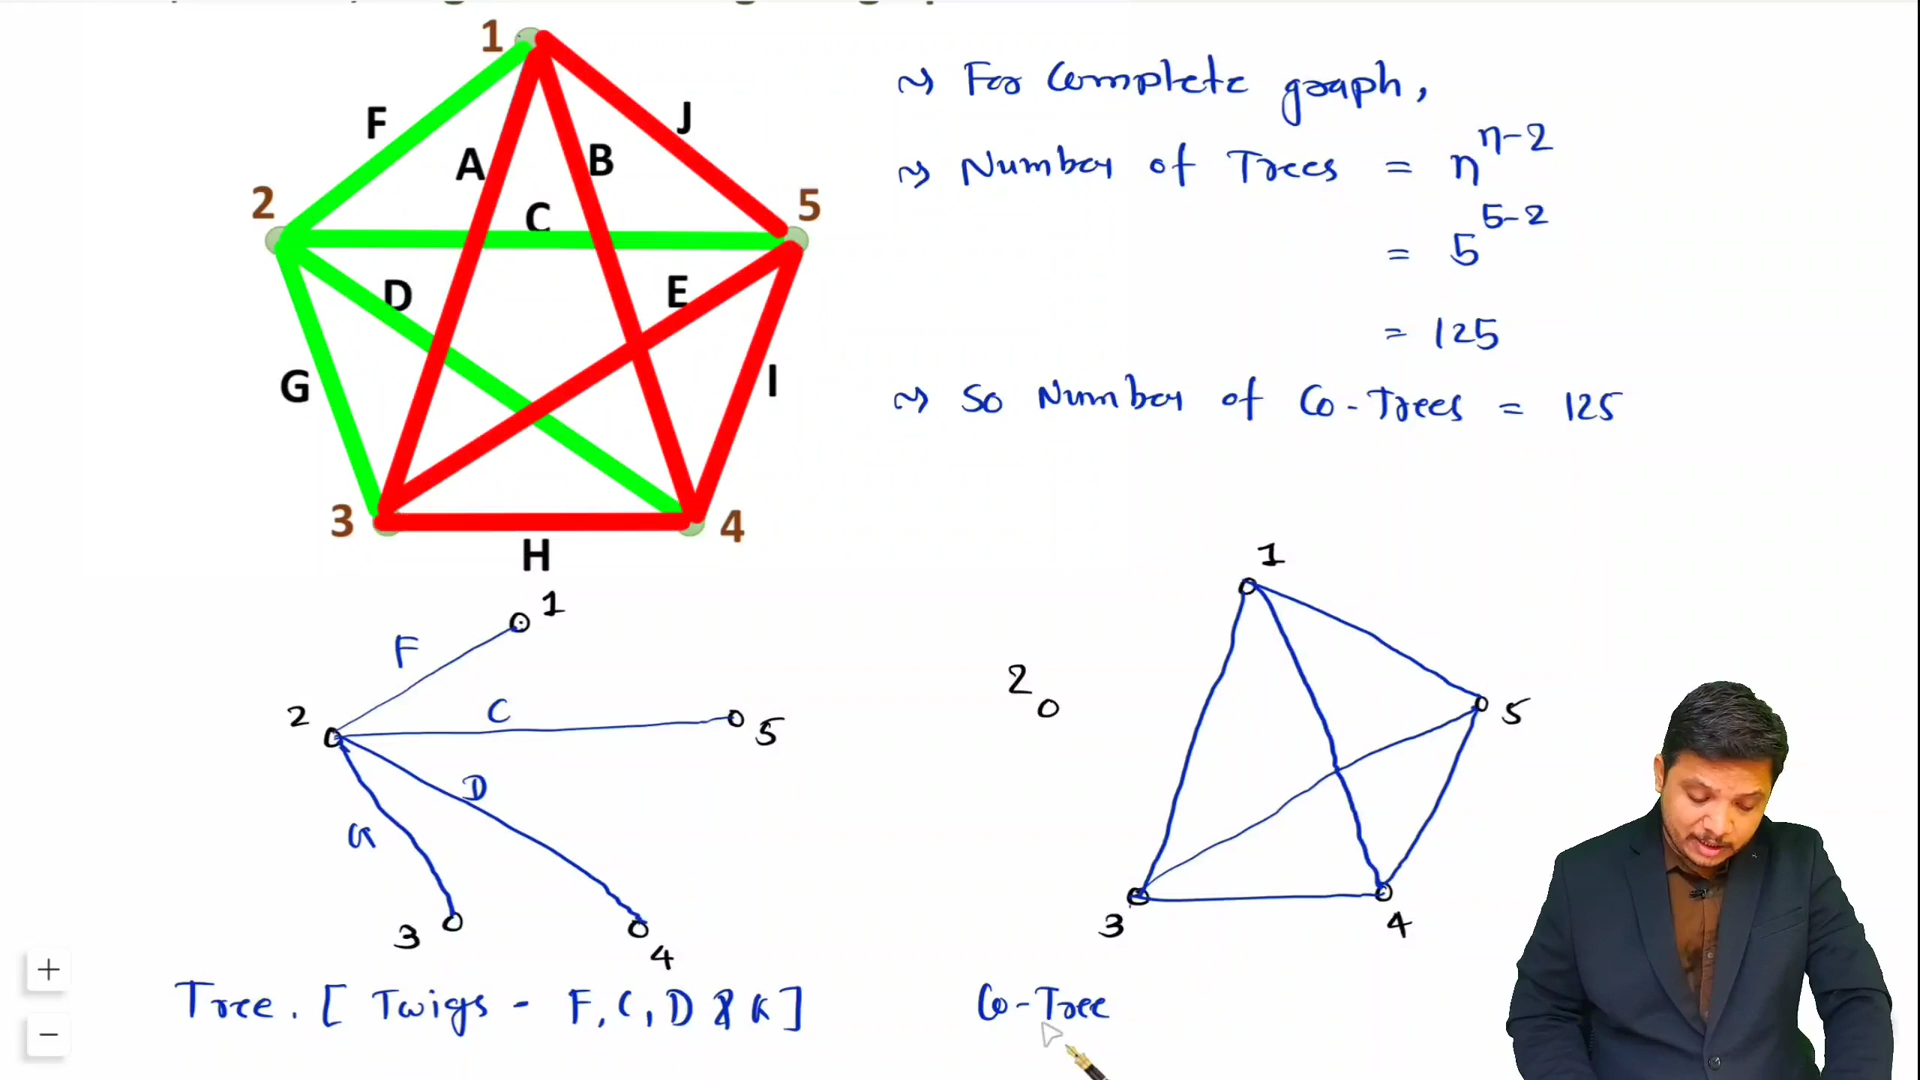 1
F
A
B
J
2
C
5
D
E
G
I
3
H
4
~> For Complete graph,
~> Number of Trees = n^(n-2)
= 5^(5-2)
= 125
~> So Number of Co-Trees = 125
1
F
2
C
5
D
G
3
4
Tree. [ Twigs - F, C, D &
1
2
5
3
4
Co-Tree
+
−